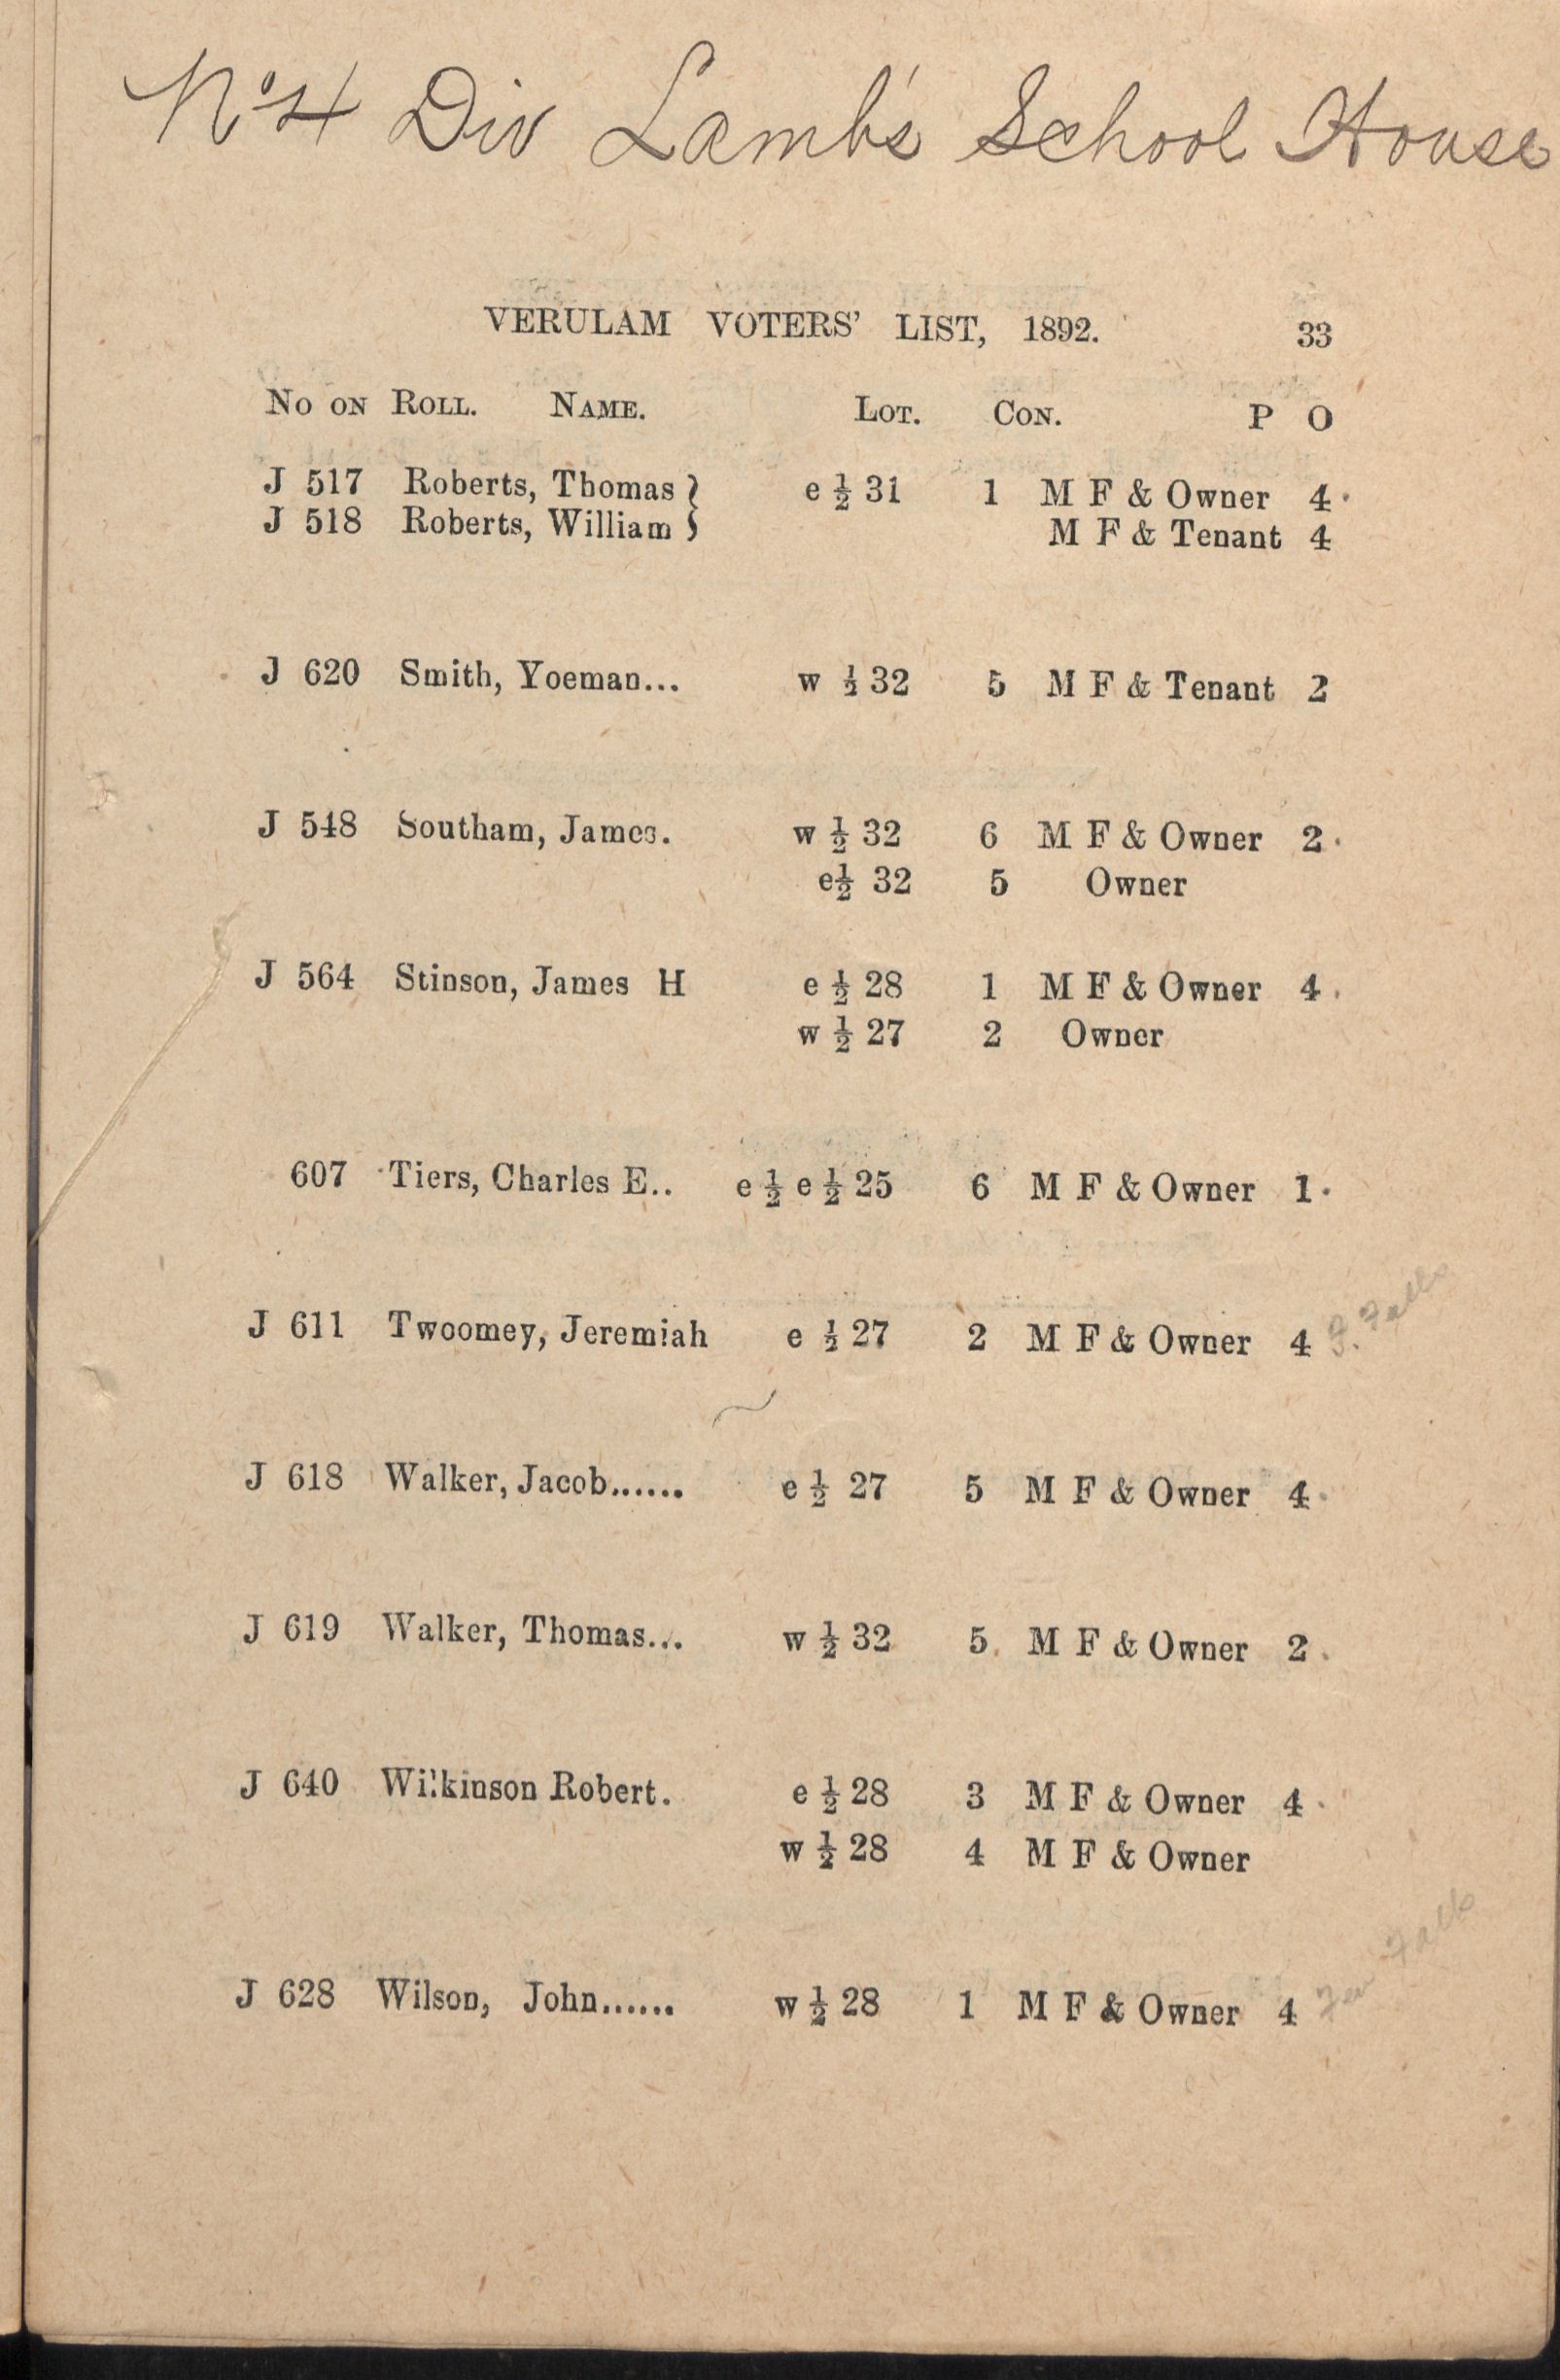 No 4 Div Lamb's School House
VERULAM VOTERS' LIST, 1892. 33
No on Roll. Name. Lot. Con. P O
J 517 Roberts, Thomas } e ½ 31 1 M F & Owner 4
J 518 Roberts, William } M F & Tenant 4
J 620 Smith, Yoeman... w ½ 32 5 M F & Tenant 2
J 548 Southam, James. w ½ 32 6 M F & Owner 2
e½ 32 5 Owner
J 564 Stinson, James H e ½ 28 1 M F & Owner 4
w ½ 27 2 Owner
607 Tiers, Charles E.. e ½ e ½ 25 6 M F & Owner 1
J 611 Twoomey, Jeremiah e ½ 27 2 M F & Owner 4 F. Falls
J 618 Walker, Jacob...... e ½ 27 5 M F & Owner 4
J 619 Walker, Thomas... w ½ 32 5 M F & Owner 2
J 640 Wilkinson Robert. e ½ 28 3 M F & Owner 4
w ½ 28 4 M F & Owner
J 628 Wilson, John...... w ½ 28 1 M F & Owner 4 Fen Falls